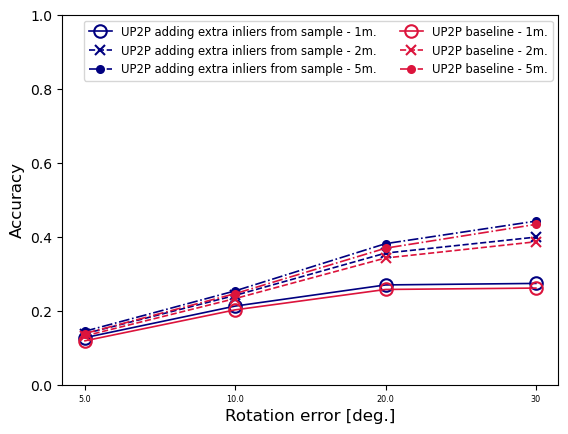 UP2P adding extra inliers from sample - 1m.
UP2P adding extra inliers from sample - 2m.
UP2P adding extra inliers from sample - 5m.
UP2P baseline - 1m.
UP2P baseline - 2m.
UP2P baseline - 5m.
Accuracy
1.0
0.8
0.6
0.4
0.2
0.0
5.0 10.0 20.0 30
Rotation error [deg.]